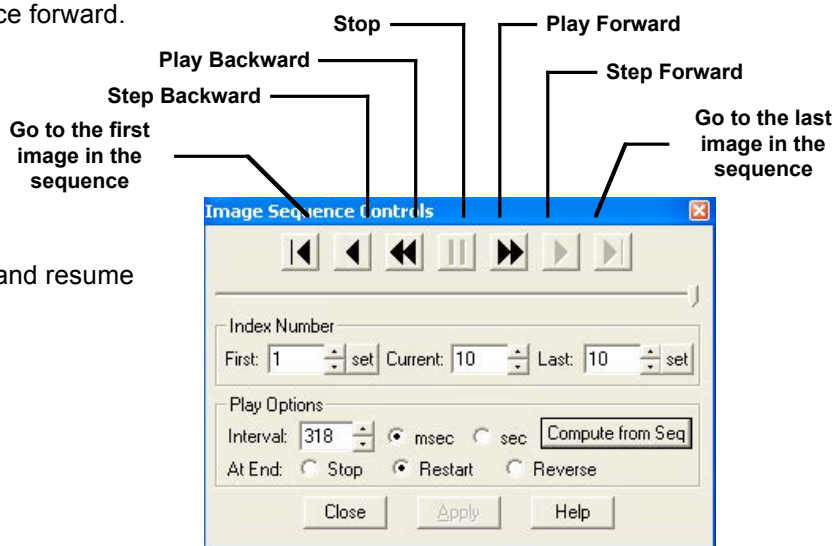 ce forward.
Stop
Play Forward
Play Backward
Step Forward
Step Backward
Go to the first
image in the
sequence
Go to the last
image in the
sequence
Image Sequence Controls
and resume
Index Number
First: 1 set Current: 10 Last: 10 set
Play Options
Interval: 318 msec sec Compute from Seq
At End: Stop Restart Reverse
Close Apply Help